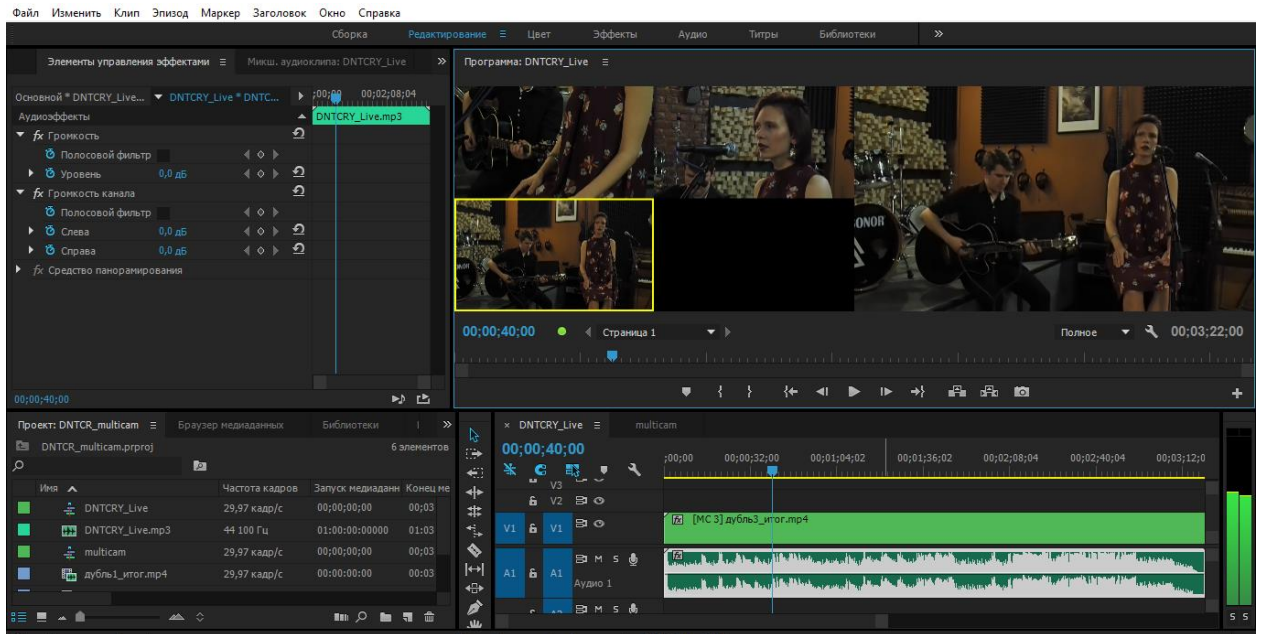 Файл Изменить Клип Эпизод Маркер Заголовок Окно Справка
Сборка Редактирование Цвет Эффекты Аудио Титры Библиотеки
Элементы управления эффектами Микш. аудиоклипа: DNTCRY_Live
Программа: DNTCRY_Live
Основной * DNTCRY_Live... DNTCRY_Live * DNTC... ;00;00 00;02;08;04
Аудиоэффекты DNTCRY_Live.mp3
fx Громкость
Полосовой фильтр
Уровень 0,0 дБ
fx Громкость канала
Полосовой фильтр
Слева 0,0 дБ
Справа 0,0 дБ
fx Средство панорамирования
00;00;40;00
SONOR
00;00;40;00 Страница 1 Полное 00;03;22;00
Проект: DNTCR_multicam Браузер медиаданных Библиотеки
DNTCR_multicam.prproj 6 элементов
Имя Частота кадров Запуск медиаданн Конец ме
DNTCRY_Live 29,97 кадр/с 00;00;00;00 00;03
DNTCRY_Live.mp3 44 100 Гц 01:00:00:00000 01:03
multicam 29,97 кадр/с 00;00;00;00 00;03
дубль1_итог.mp4 29,97 кадр/с 00:00:00:00 00:03
× DNTCRY_Live multicam
00;00;40;00
;00;00 00;00;32;00 00;01;04;02 00;01;36;02 00;02;08;04 00;02;40;04 00;03;12;0
V3
V2
V1 V1 fx [MC 3] дубль3_итог.mp4
A1 A1 M S fx
Аудио 1
M S
S S